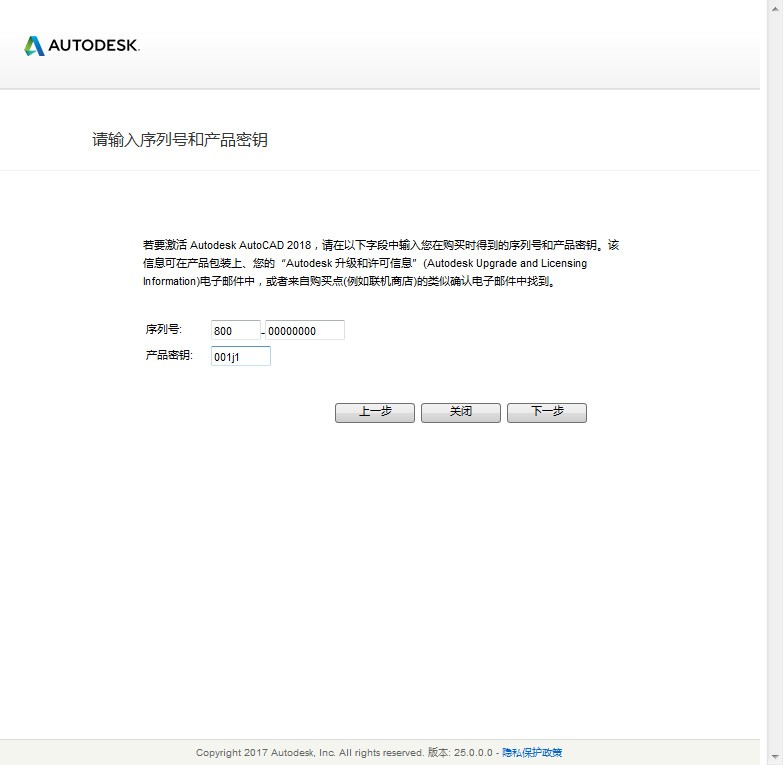 AUTODESK.
请输入序列号和产品密钥
若要激活 Autodesk AutoCAD 2018，请在以下字段中输入您在购买时得到的序列号和产品密钥。该
信息可在产品包装上、您的“Autodesk 升级和许可信息”(Autodesk Upgrade and Licensing
Information)电子邮件中，或者来自购买点(例如联机商店)的类似确认电子邮件中找到。
序列号: 800 - 00000000
产品密钥: 001j1
上一步 关闭 下一步
Copyright 2017 Autodesk, Inc. All rights reserved. 版本: 25.0.0.0 - 隐私保护政策